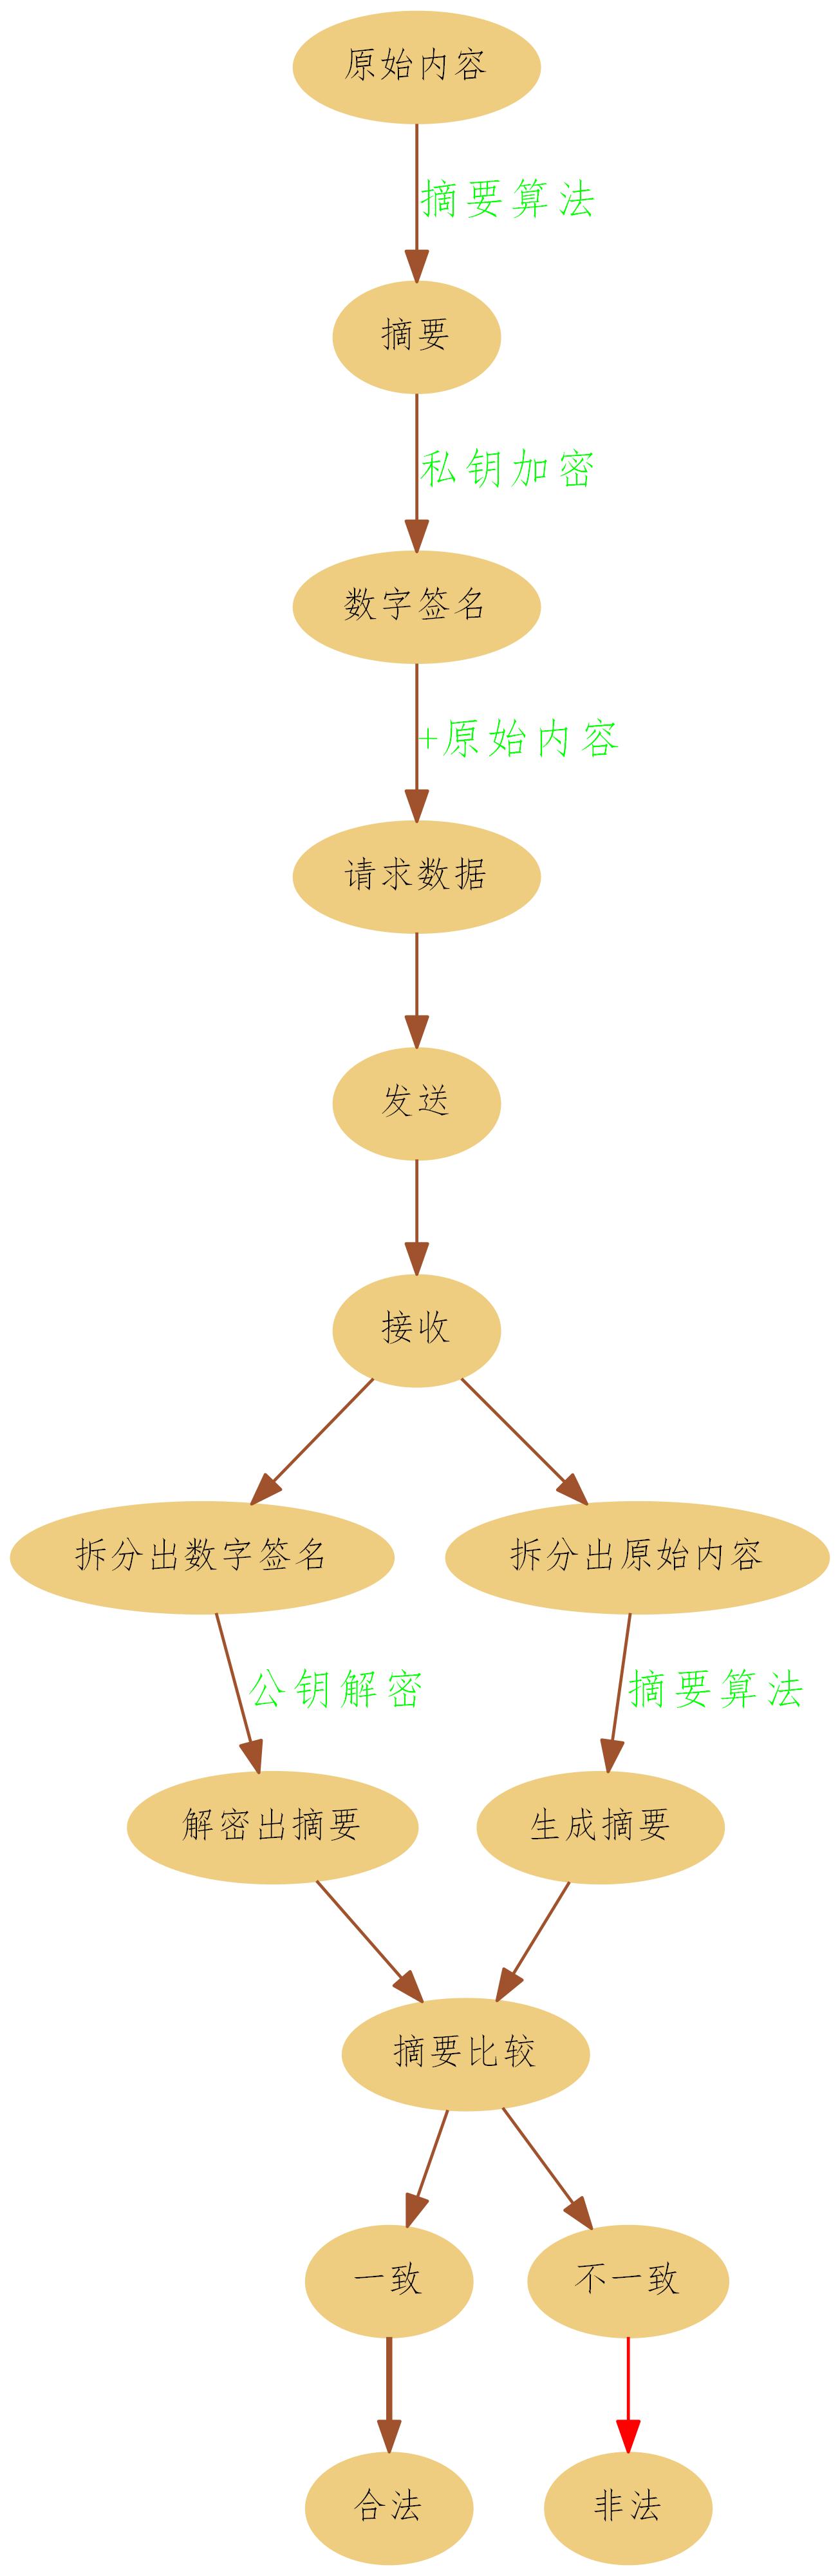 原始内容
摘要算法
摘要
私钥加密
数字签名
+原始内容
请求数据
发送
接收
拆分出数字签名
拆分出原始内容
公钥解密
摘要算法
解密出摘要
生成摘要
摘要比较
一致
不一致
合法
非法